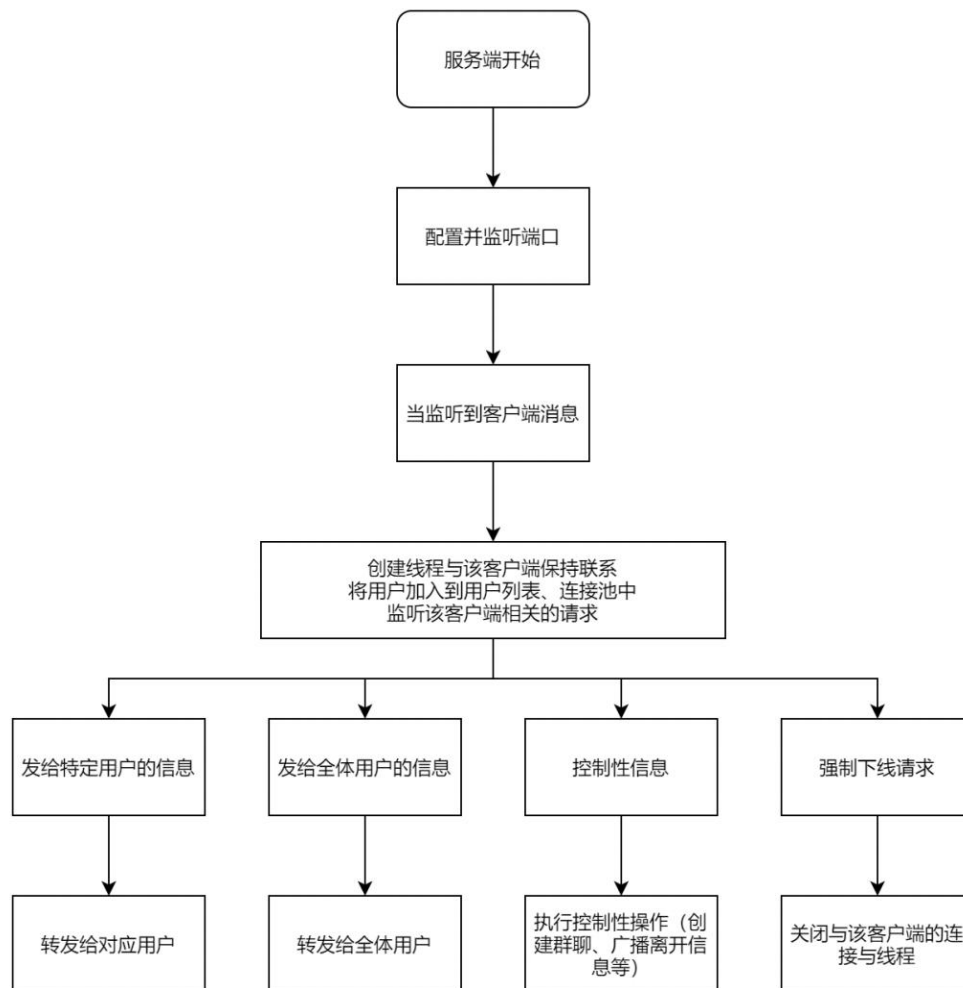 服务端开始
配置并监听端口
当监听到客户端消息
创建线程与该客户端保持联系
将用户加入到用户列表、连接池中
监听该客户端相关的请求
发给特定用户的信息
发给全体用户的信息
控制性信息
强制下线请求
转发给对应用户
转发给全体用户
执行控制性操作（创
建群聊、广播离开信
息等）
关闭与该客户端的连
接与线程